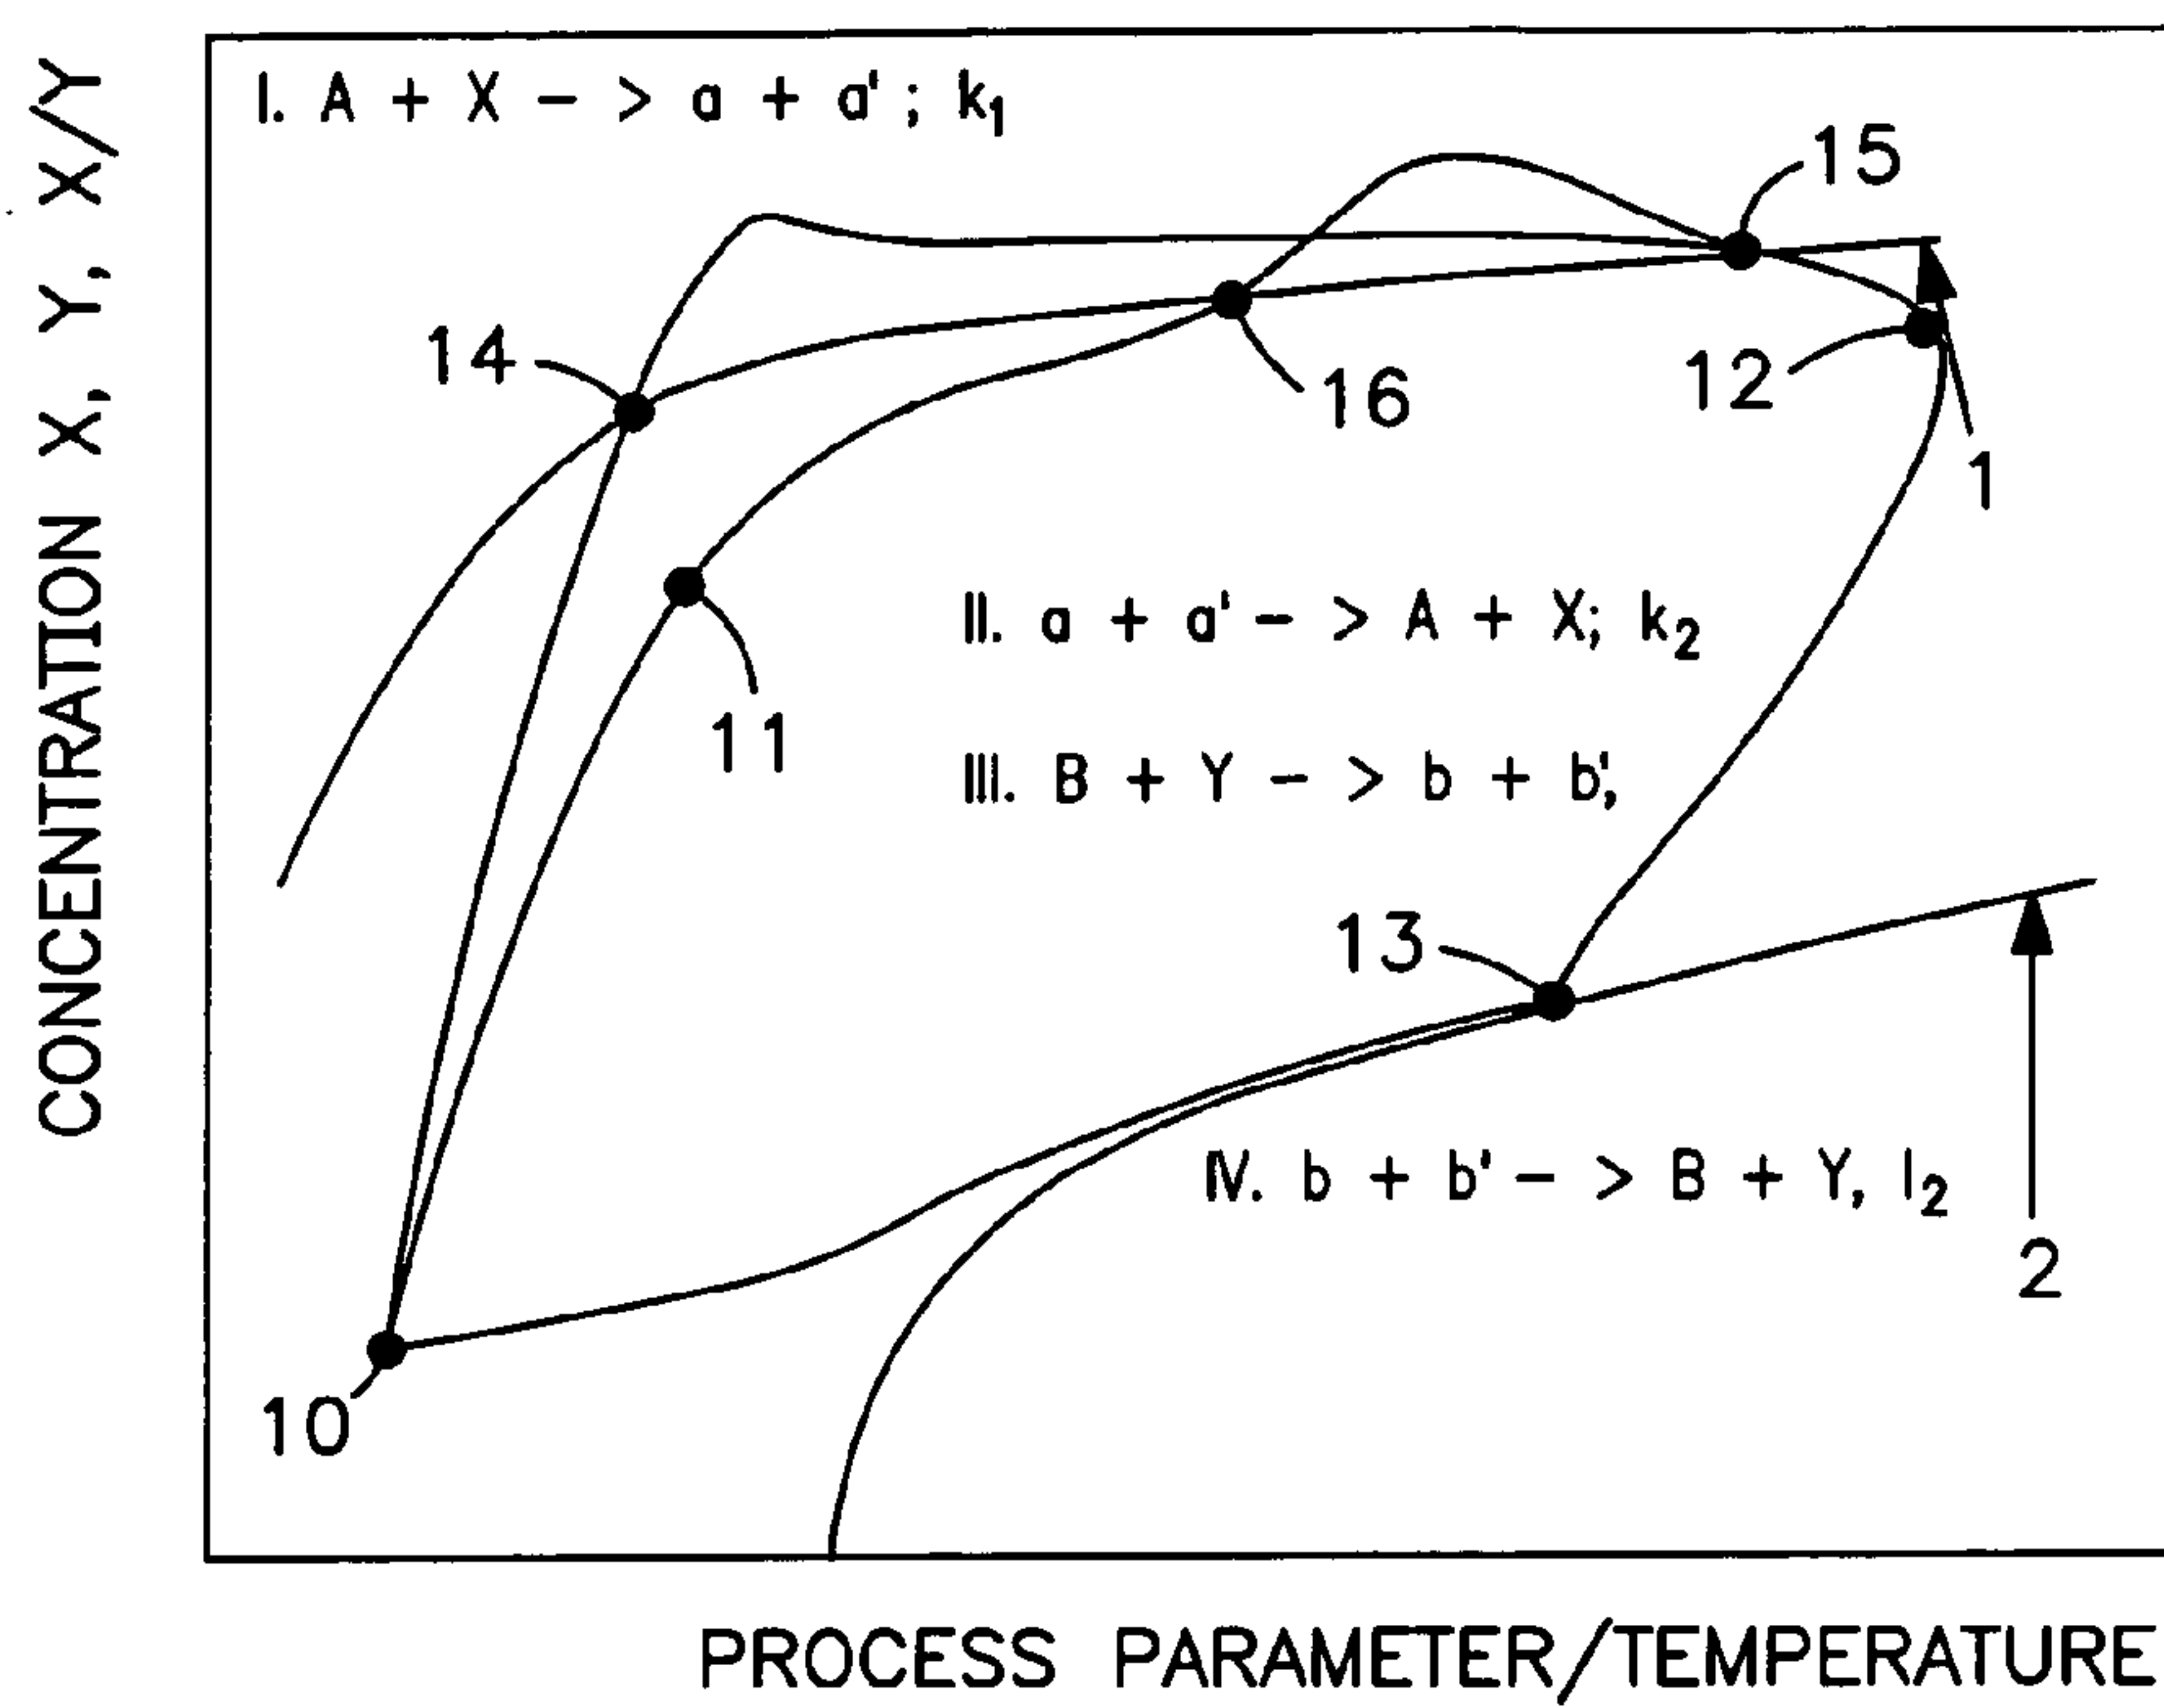 CONCENTRATION X, Y, X/Y
I. A + X - > a + a' ; k1
15
14
16
12
1
11
II. a + a' - > A + X; k2
III. B + Y - > b + b';
13
IV. b + b' - > B + Y, l2
2
10
PROCESS PARAMETER/TEMPERATURE